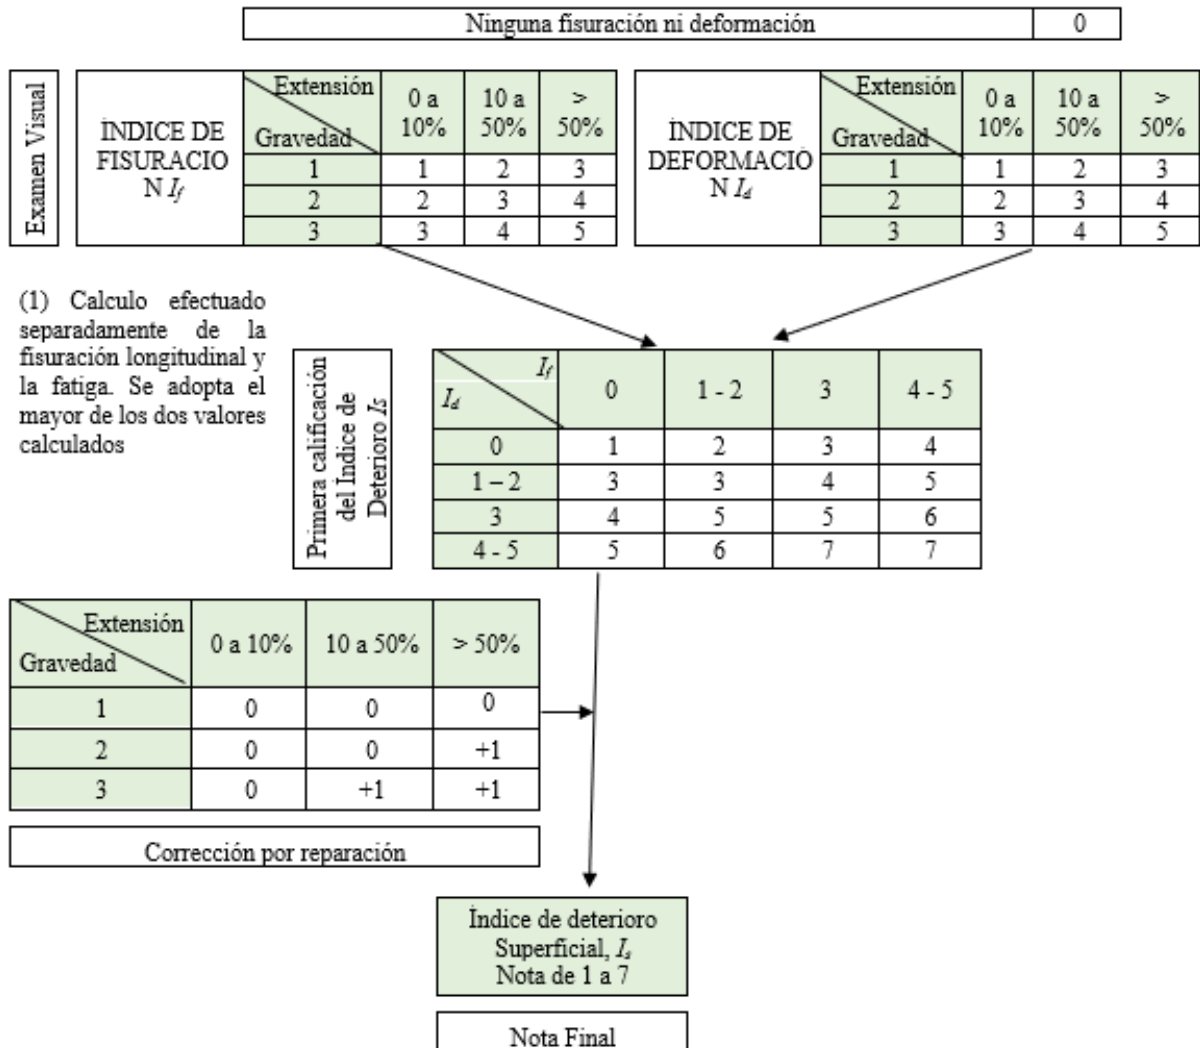 Ninguna fisuración ni deformación 0
Examen Visual
ÍNDICE DE
FISURACIO
N If
Extensión
Gravedad
0 a
10%
10 a
50%
>
50%
1 1 2 3
2 2 3 4
3 3 4 5
ÍNDICE DE
DEFORMACIÓ
N Id
Extensión
Gravedad
0 a
10%
10 a
50%
>
50%
1 1 2 3
2 2 3 4
3 3 4 5
(1) Calculo efectuado
separadamente de la
fisuración longitudinal y
la fatiga. Se adopta el
mayor de los dos valores
calculados
Primera calificación
del Índice de
Deterioro Is
If
Id
0 1 - 2 3 4 - 5
0 1 2 3 4
1 – 2 3 3 4 5
3 4 5 5 6
4 - 5 5 6 7 7
Extensión
Gravedad
0 a 10% 10 a 50% > 50%
1 0 0 0
2 0 0 +1
3 0 +1 +1
Corrección por reparación
Índice de deterioro
Superficial, Is
Nota de 1 a 7
Nota Final